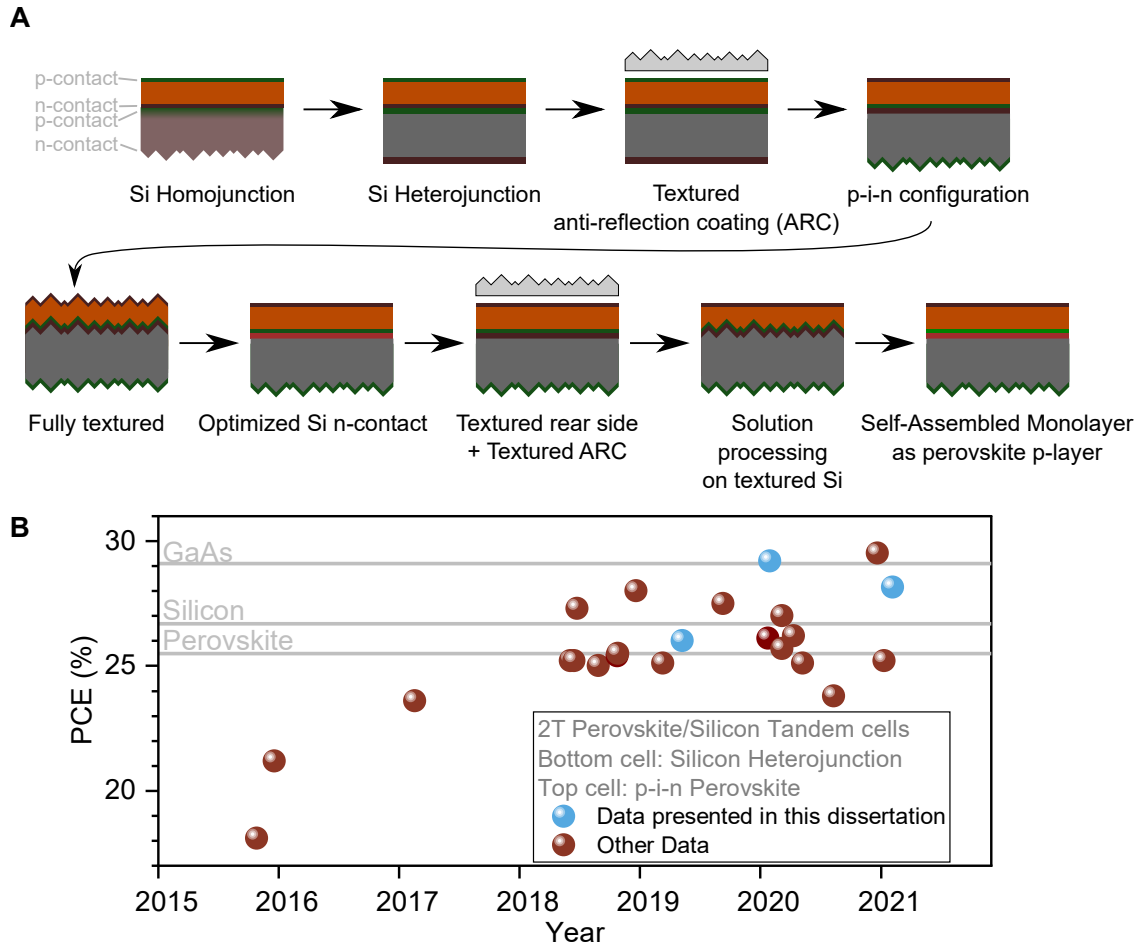 A
p-contact
n-contact
p-contact
n-contact
Si Homojunction
Si Heterojunction
Textured
anti-reflection coating (ARC)
p-i-n configuration
Fully textured
Optimized Si n-contact
Textured rear side
+ Textured ARC
Solution
processing
on textured Si
Self-Assembled Monolayer
as perovskite p-layer
B
PCE (%)
30
25
20
GaAs
Silicon
Perovskite
2T Perovskite/Silicon Tandem cells
Bottom cell: Silicon Heterojunction
Top cell: p-i-n Perovskite
Data presented in this dissertation
Other Data
2015 2016 2017 2018 2019 2020 2021
Year